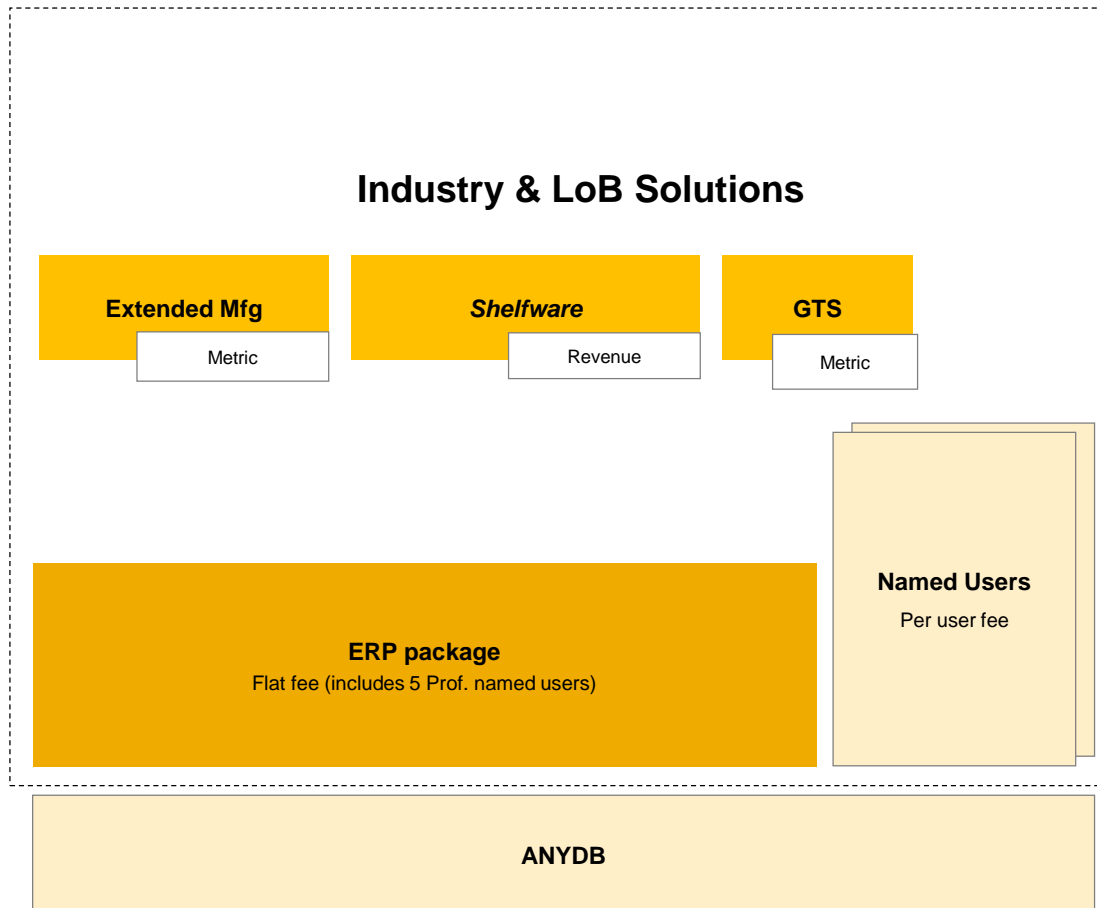 Industry & LoB Solutions
Extended Mfg
Metric
Shelfware
Revenue
GTS
Metric
Named Users
Per user fee
ERP package
Flat fee (includes 5 Prof. named users)
ANYDB